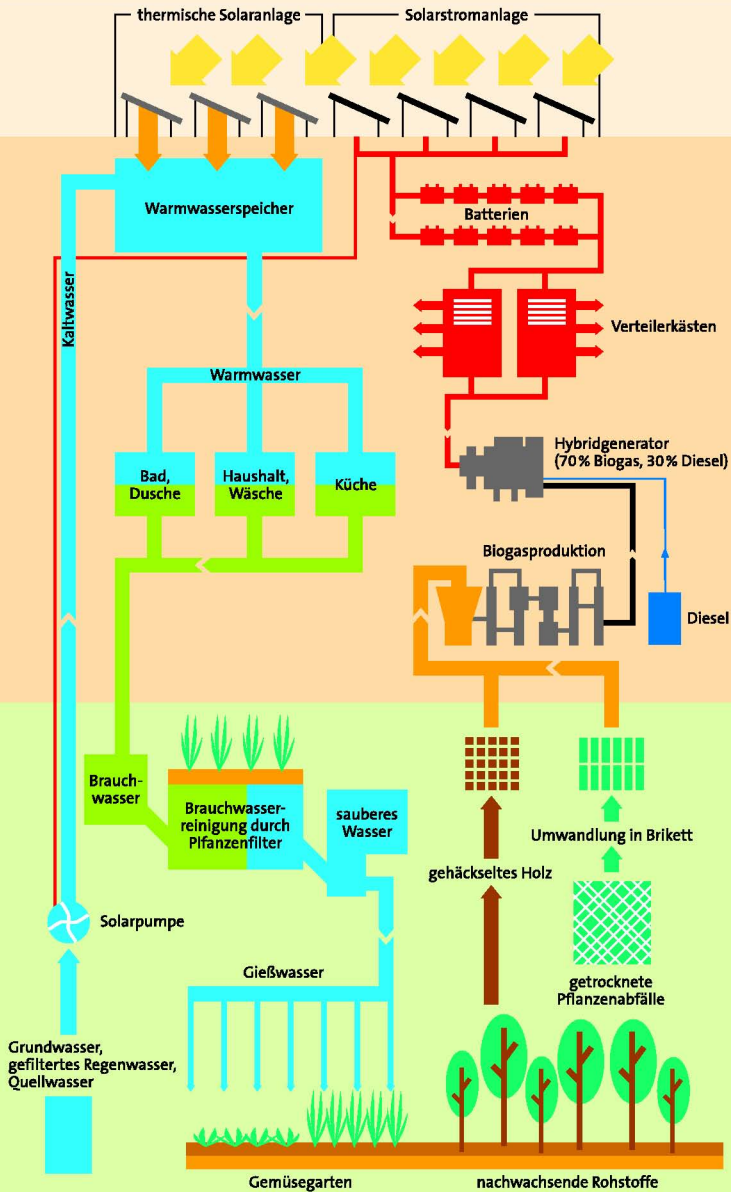 thermische Solaranlage
Solarstromanlage
Warmwasserspeicher
Batterien
Kaltwasser
Verteilerkästen
Warmwasser
Hybridgenerator
(70% Biogas, 30% Diesel)
Bad,
Dusche
Haushalt,
Wäsche
Küche
Biogasproduktion
Diesel
Brauch-
wasser
Brauchwasser-
reinigung durch
Pflanzenfilter
sauberes
Wasser
Umwandlung in Brikett
gehäckseltes Holz
Solarpumpe
Gießwasser
getrocknete
Pflanzenabfälle
Grundwasser,
gefiltertes Regenwasser,
Quellwasser
Gemüsegarten
nachwachsende Rohstoffe